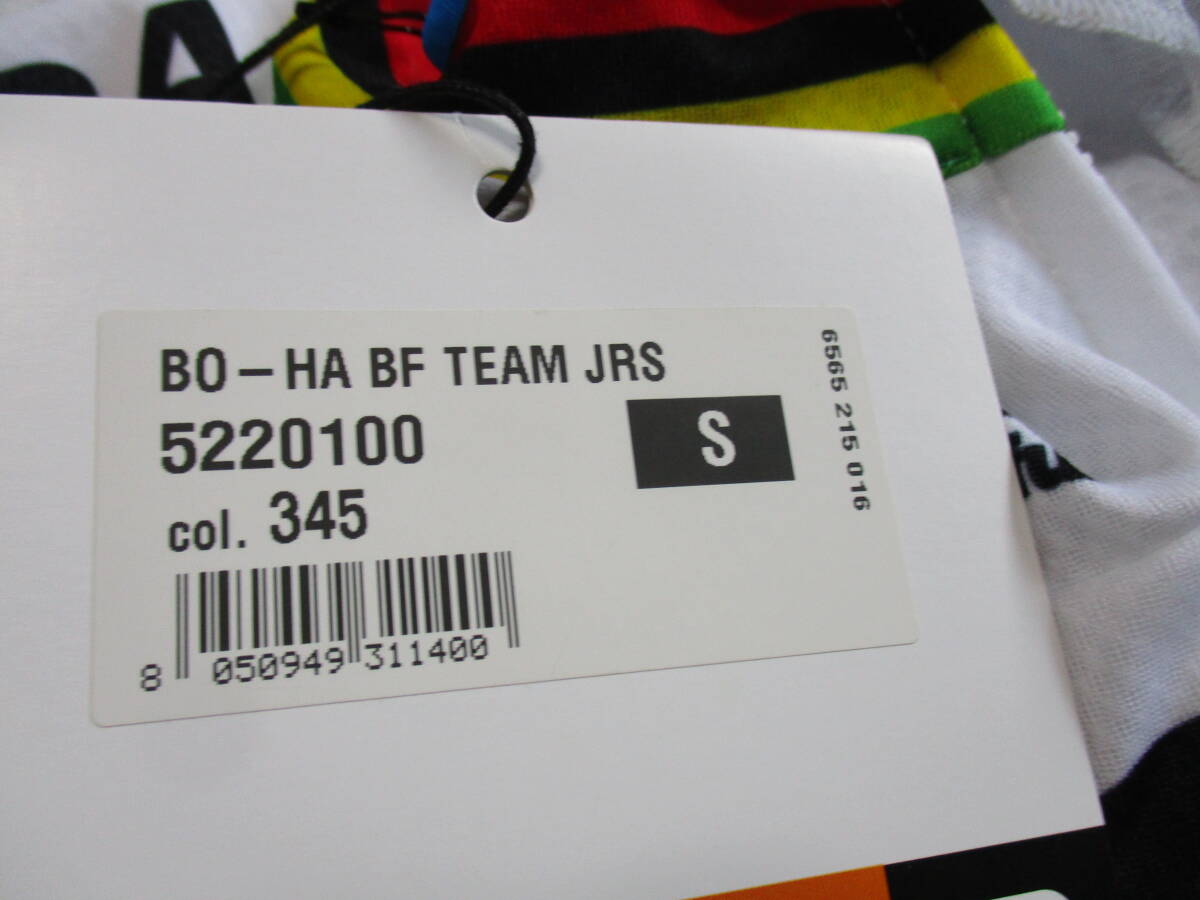 BO-HA BF TEAM JRS
5220100
S
col. 345
8 050949 311400
6565 215 016